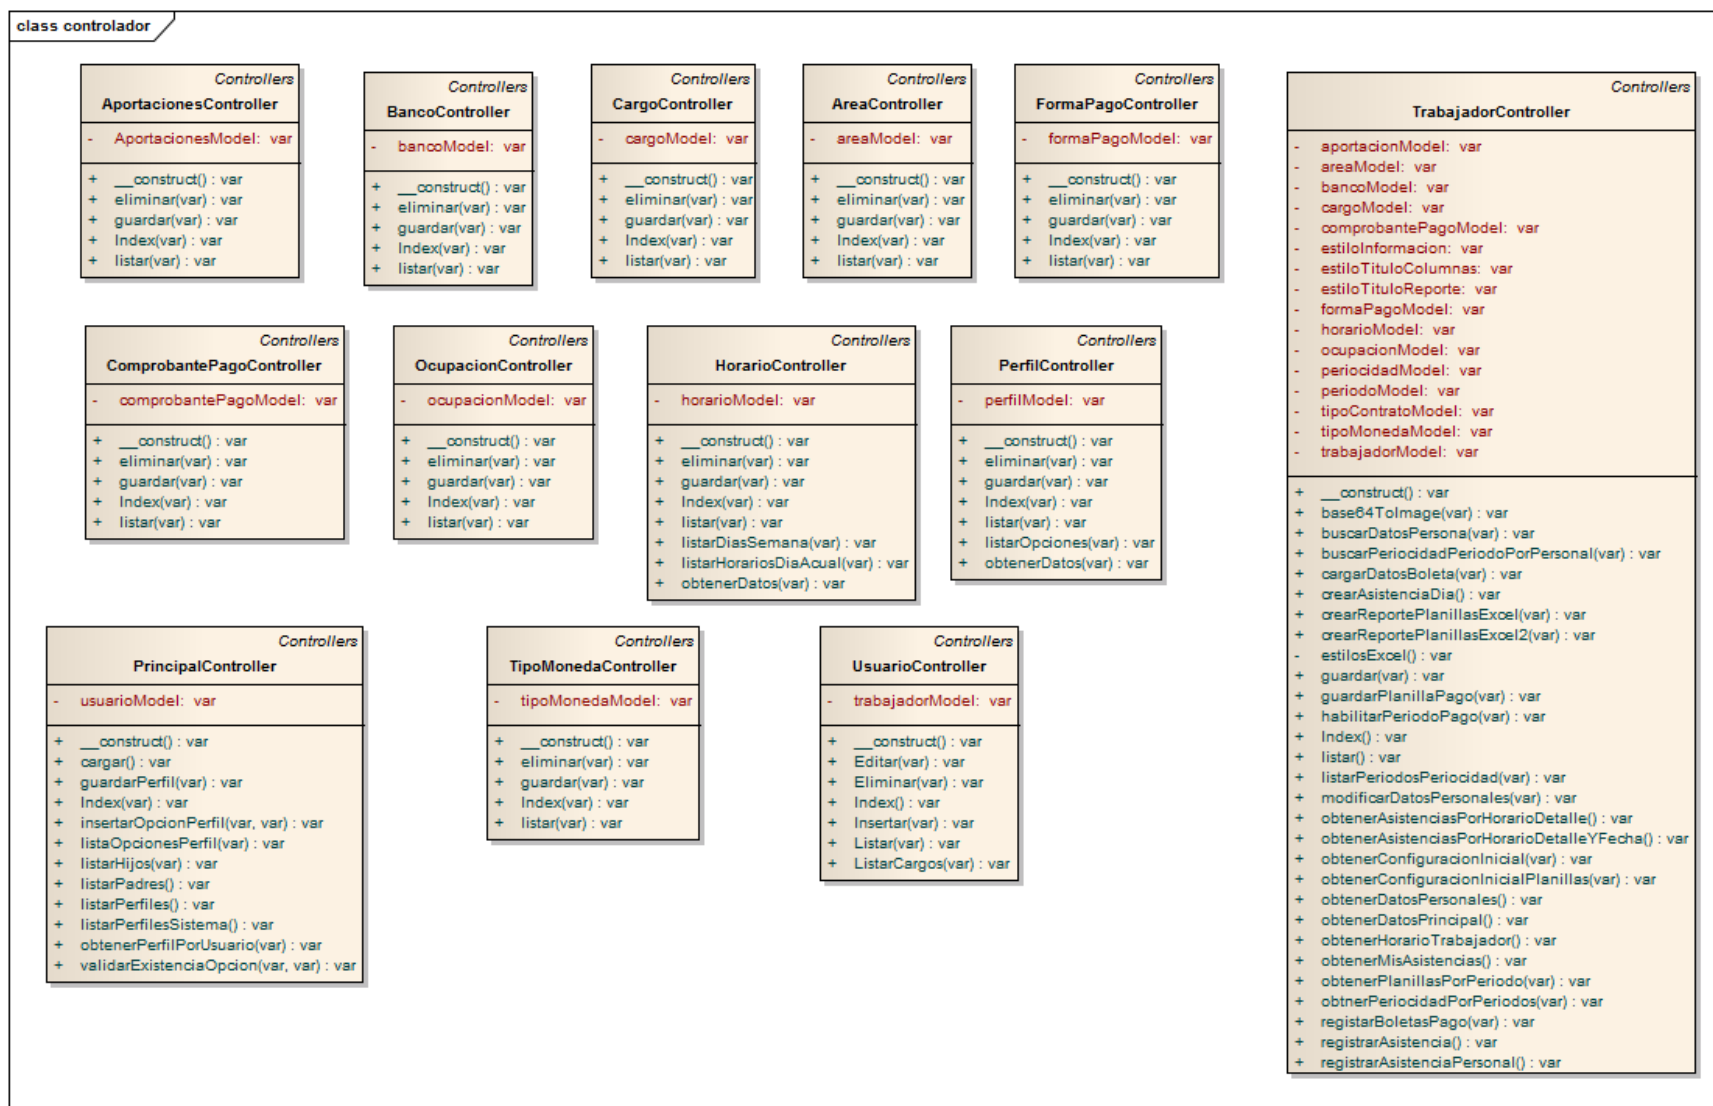 class controlador
Controllers
AportacionesController
- AportacionesModel: var
+ __construct() : var
+ eliminar(var) : var
+ guardar(var) : var
+ Index(var) : var
+ listar(var) : var
Controllers
BancoController
- bancoModel: var
+ __construct() : var
+ eliminar(var) : var
+ guardar(var) : var
+ Index(var) : var
+ listar(var) : var
Controllers
CargoController
- cargoModel: var
+ __construct() : var
+ eliminar(var) : var
+ guardar(var) : var
+ Index(var) : var
+ listar(var) : var
Controllers
AreaController
- areaModel: var
+ __construct() : var
+ eliminar(var) : var
+ guardar(var) : var
+ Index(var) : var
+ listar(var) : var
Controllers
FormaPagoController
- formaPagoModel: var
+ __construct() : var
+ eliminar(var) : var
+ guardar(var) : var
+ Index(var) : var
+ listar(var) : var
Controllers
TrabajadorController
- aportacionModel: var
- areaModel: var
- bancoModel: var
- cargoModel: var
- comprobantePagoModel: var
- estiloInformacion: var
- estiloTituloColumnas: var
- estiloTituloReporte: var
- formaPagoModel: var
- horarioModel: var
- ocupacionModel: var
- periocidadModel: var
- periodoModel: var
- tipoContratoModel: var
- tipoMonedaModel: var
- trabajadorModel: var
+ __construct() : var
+ base64ToImage(var) : var
+ buscarDatosPersona(var) : var
+ buscarPeriocidadPeriodoPorPersonal(var) : var
+ cargarDatosBoleta(var) : var
+ crearAsistenciaDia() : var
+ crearReportePlanillasExcel(var) : var
+ crearReportePlanillasExcel2(var) : var
- estilosExcel() : var
+ guardar(var) : var
+ guardarPlanillaPago(var) : var
+ habilitarPeriodoPago(var) : var
+ Index() : var
+ listar() : var
+ listarPeriodosPeriocidad(var) : var
+ modificarDatosPersonales(var) : var
+ obtenerAsistenciasPorHorarioDetalle() : var
+ obtenerAsistenciasPorHorarioDetalleYFecha() : var
+ obtenerConfiguracionInicial(var) : var
+ obtenerConfiguracionInicialPlanillas(var) : var
+ obtenerDatosPersonales() : var
+ obtenerDatosPrincipal() : var
+ obtenerHorarioTrabajador() : var
+ obtenerMisAsistencias() : var
+ obtenerPlanillasPorPeriodo(var) : var
+ obtnerPeriocidadPorPeriodos(var) : var
+ registarBoletasPago(var) : var
+ registrarAsistencia() : var
+ registrarAsistenciaPersonal() : var
Controllers
ComprobantePagoController
- comprobantePagoModel: var
+ __construct() : var
+ eliminar(var) : var
+ guardar(var) : var
+ Index(var) : var
+ listar(var) : var
Controllers
OcupacionController
- ocupacionModel: var
+ __construct() : var
+ eliminar(var) : var
+ guardar(var) : var
+ Index(var) : var
+ listar(var) : var
Controllers
HorarioController
- horarioModel: var
+ __construct() : var
+ eliminar(var) : var
+ guardar(var) : var
+ Index(var) : var
+ listar(var) : var
+ listarDiasSemana(var) : var
+ listarHorariosDiaAcual(var) : var
+ obtenerDatos(var) : var
Controllers
PerfilController
- perfilModel: var
+ __construct() : var
+ eliminar(var) : var
+ guardar(var) : var
+ Index(var) : var
+ listar(var) : var
+ listarOpciones(var) : var
+ obtenerDatos(var) : var
Controllers
PrincipalController
- usuarioModel: var
+ __construct() : var
+ cargar() : var
+ guardarPerfil(var) : var
+ Index(var) : var
+ insertarOpcionPerfil(var, var) : var
+ listaOpcionesPerfil(var) : var
+ listarHijos(var) : var
+ listarPadres() : var
+ listarPerfiles() : var
+ listarPerfilesSistema() : var
+ obtenerPerfilPorUsuario(var) : var
+ validarExistenciaOpcion(var, var) : var
Controllers
TipoMonedaController
- tipoMonedaModel: var
+ __construct() : var
+ eliminar(var) : var
+ guardar(var) : var
+ Index(var) : var
+ listar(var) : var
Controllers
UsuarioController
- trabajadorModel: var
+ __construct() : var
+ Editar(var) : var
+ Eliminar(var) : var
+ Index() : var
+ Insertar(var) : var
+ Listar(var) : var
+ ListarCargos(var) : var